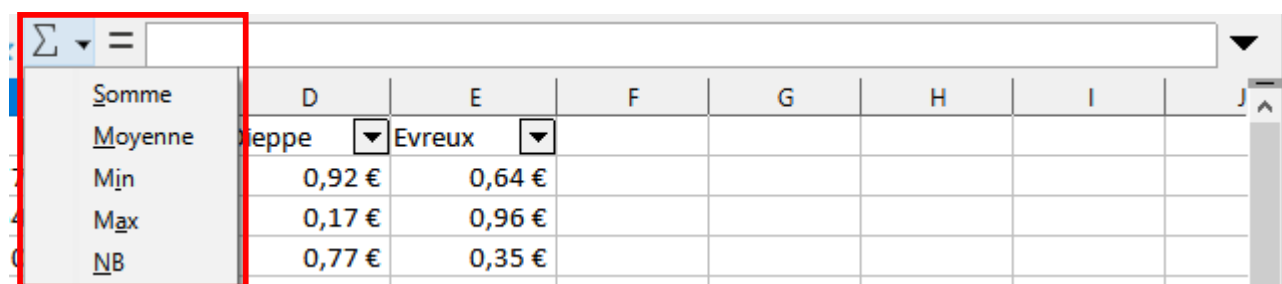 Σ =
Somme D E F G H I J
Moyenne ieppe Evreux
Min 0,92 € 0,64 €
Max 0,17 € 0,96 €
NB 0,77 € 0,35 €